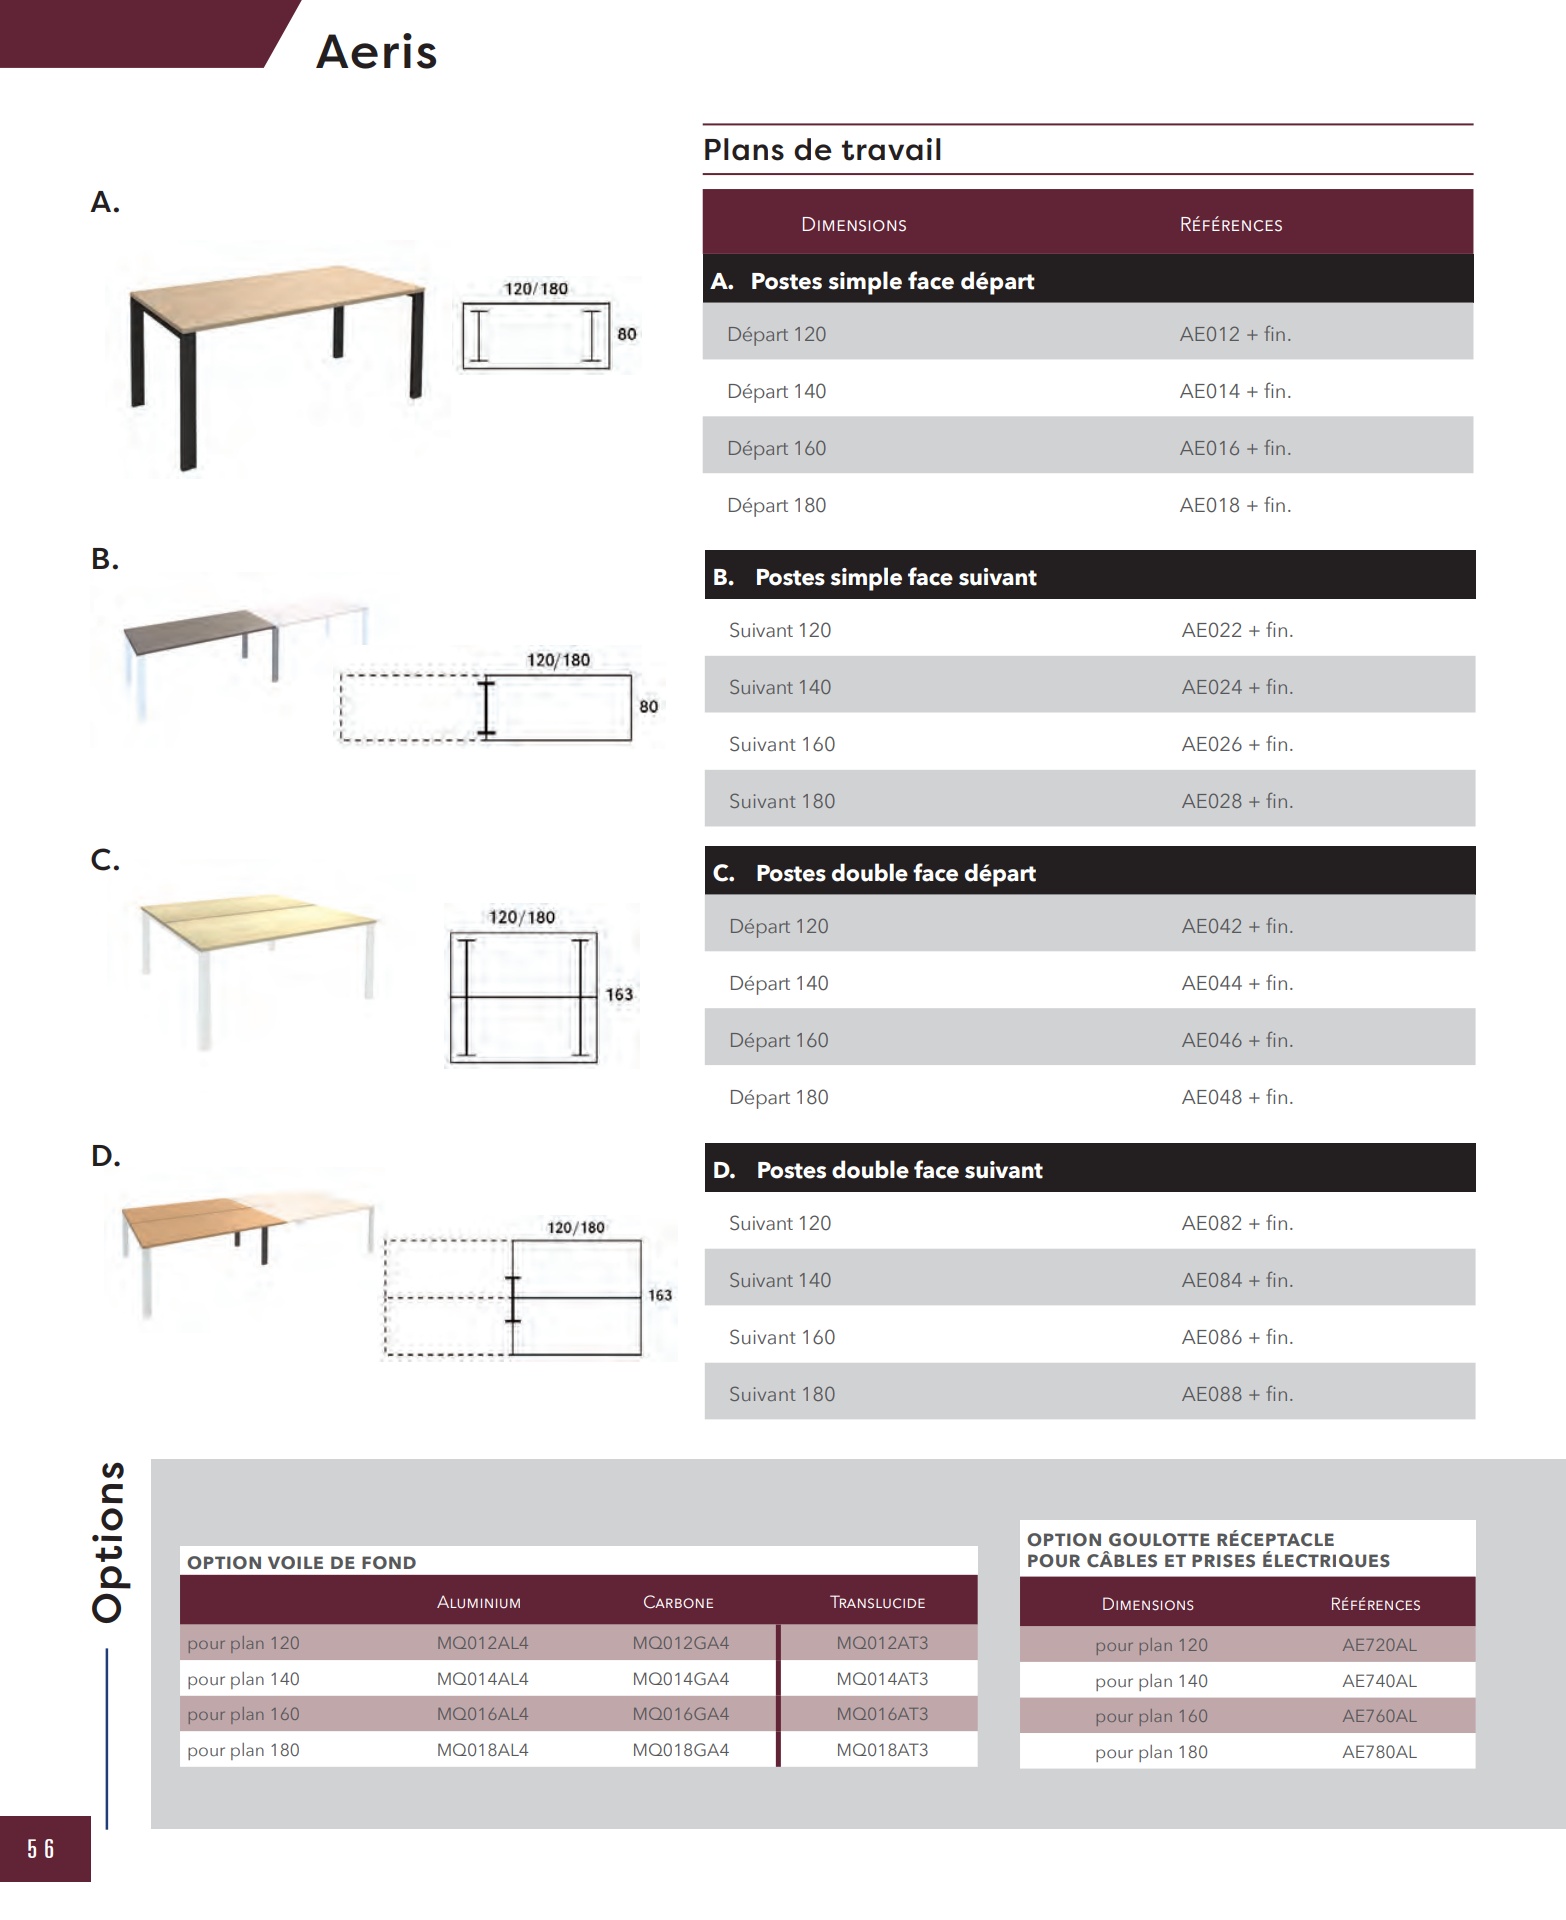 Aeris
Plans de travail
DIMENSIONS RÉFÉRENCES
A.
120/180
80
A. Postes simple face départ
Départ 120 AE012 + fin.
Départ 140 AE014 + fin.
Départ 160 AE016 + fin.
Départ 180 AE018 + fin.
B.
120/180
80
B. Postes simple face suivant
Suivant 120 AE022 + fin.
Suivant 140 AE024 + fin.
Suivant 160 AE026 + fin.
Suivant 180 AE028 + fin.
C.
120/180
163
C. Postes double face départ
Départ 120 AE042 + fin.
Départ 140 AE044 + fin.
Départ 160 AE046 + fin.
Départ 180 AE048 + fin.
D.
120/180
163
D. Postes double face suivant
Suivant 120 AE082 + fin.
Suivant 140 AE084 + fin.
Suivant 160 AE086 + fin.
Suivant 180 AE088 + fin.
Options
OPTION VOILE DE FOND
ALUMINIUM CARBONE TRANSLUCIDE
pour plan 120 MQ012AL4 MQ012GA4 MQ012AT3
pour plan 140 MQ014AL4 MQ014GA4 MQ014AT3
pour plan 160 MQ016AL4 MQ016GA4 MQ016AT3
pour plan 180 MQ018AL4 MQ018GA4 MQ018AT3
OPTION GOULOTTE RÉCEPTACLE
POUR CÂBLES ET PRISES ÉLECTRIQUES
DIMENSIONS RÉFÉRENCES
pour plan 120 AE720AL
pour plan 140 AE740AL
pour plan 160 AE760AL
pour plan 180 AE780AL
56